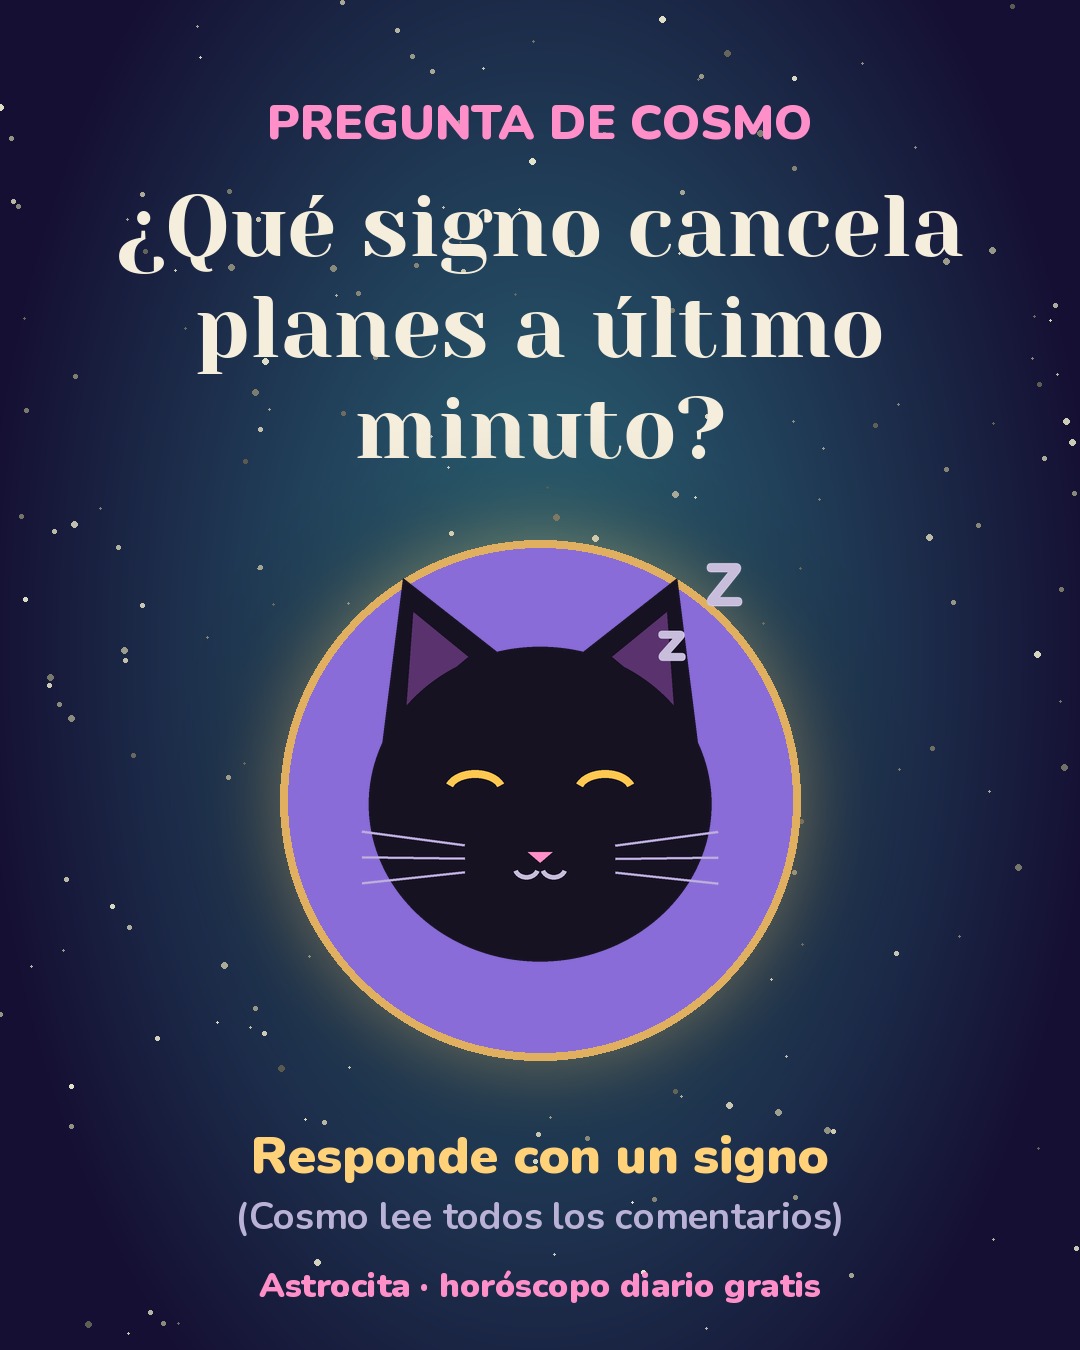 PREGUNTA DE COSMO
¿Qué signo cancela
planes a último
minuto?
Z
z
Responde con un signo
(Cosmo lee todos los comentarios)
Astrocita · horóscopo diario gratis